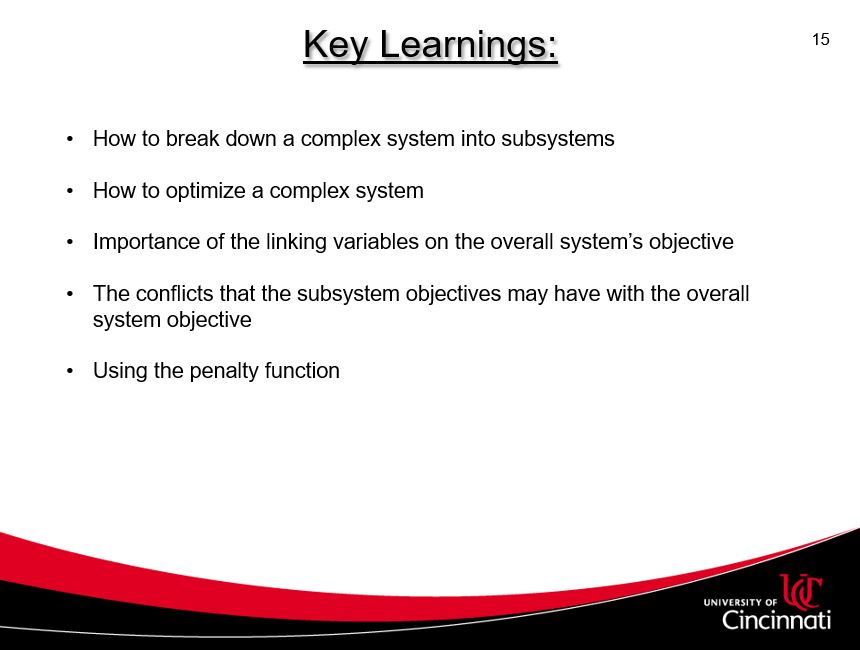 Key Learnings:
15
• How to break down a complex system into subsystems
• How to optimize a complex system
• Importance of the linking variables on the overall system’s objective
• The conflicts that the subsystem objectives may have with the overall
system objective
• Using the penalty function
UC
UNIVERSITY OF
Cincinnati